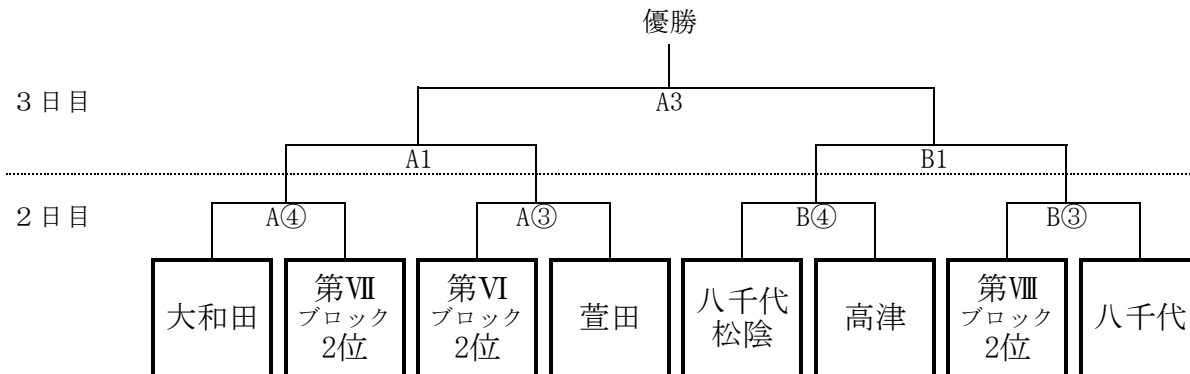 優勝
3日目
A3
A1
B1
2日目
A④
A③
B④
B③
大和田
第Ⅶ
ブロック
2位
第Ⅵ
ブロック
2位
萱田
八千代
松陰
高津
第Ⅷ
ブロック
2位
八千代